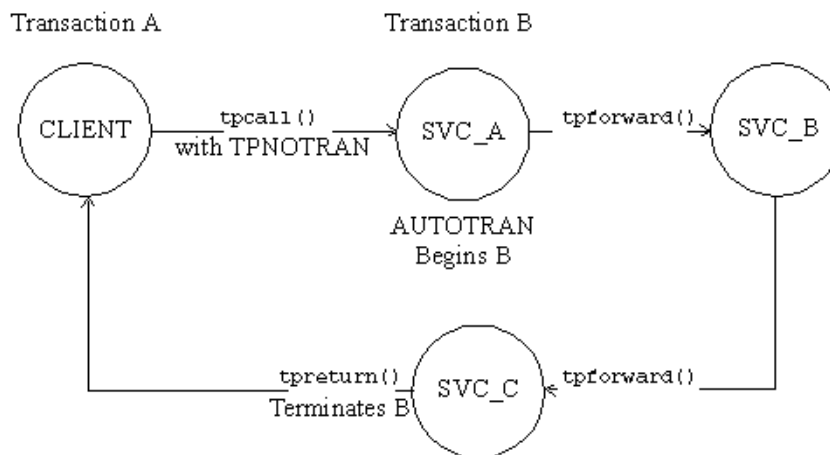 Transaction A
Transaction B
CLIENT
tpcall()
with TPNOTRAN
SVC_A
tpforward()
SVC_B
AUTOTRAN
Begins B
tpreturn()
Terminates B
SVC_C
tpforward()